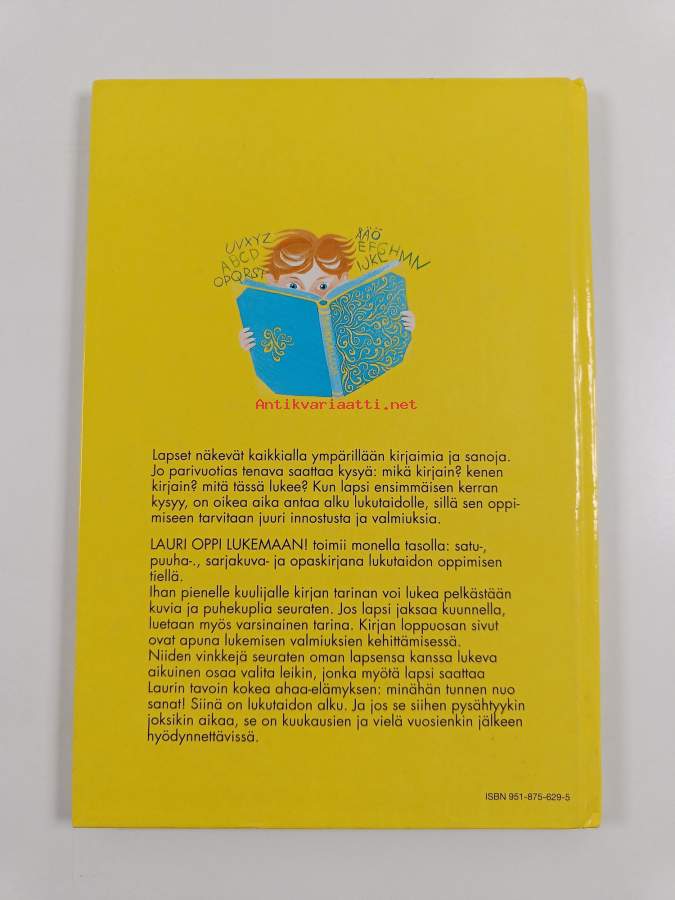 UVXYZ
ABCD
OPQRST
ÅÄÖ
EFGHMN
IJKL
Antikvariaatti.net
Lapset näkevät kaikkialla ympärillään kirjaimia ja sanoja.
Jo parivuotias tenava saattaa kysyä: mikä kirjain? kenen
kirjain? mitä tässä lukee? Kun lapsi ensimmäisen kerran
kysyy, on oikea aika antaa alku lukutaidolle, sillä sen oppi-
miseen tarvitaan juuri innostusta ja valmiuksia.
LAURI OPPI LUKEMAAN! toimii monella tasolla: satu-,
puuha-., sarjakuva- ja opaskirjana lukutaidon oppimisen
tiellä.
Ihan pienelle kuulijalle kirjan tarinan voi lukea pelkästään
kuvia ja puhekuplia seuraten. Jos lapsi jaksaa kuunnella,
luetaan myös varsinainen tarina. Kirjan loppuosan sivut
ovat apuna lukemisen valmiuksien kehittämisessä.
Niiden vinkkejä seuraten oman lapsensa kanssa lukeva
aikuinen osaa valita leikin, jonka myötä lapsi saattaa
Laurin tavoin kokea ahaa-elämyksen: minähän tunnen nuo
sanat! Siinä on lukutaidon alku. Ja jos se siihen pysähtyykin
joksikin aikaa, se on kuukausien ja vielä vuosienkin jälkeen
hyödynnettävissä.
ISBN 951-875-629-5